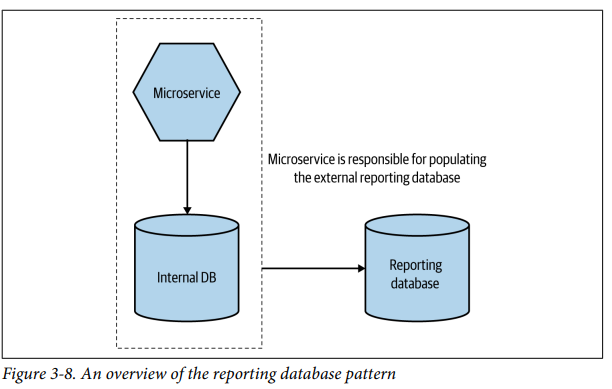 Microservice
Microservice is responsible for populating
the external reporting database
Internal DB
Reporting
database
Figure 3-8. An overview of the reporting database pattern